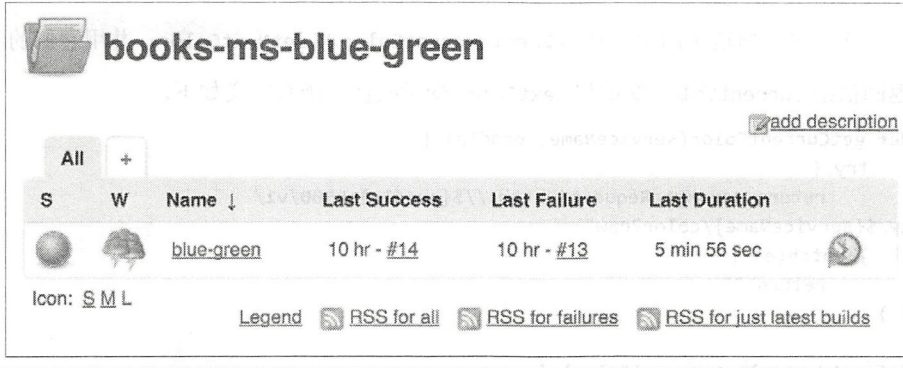 books-ms-blue-green
add description
All +
S W Name ↓ Last Success Last Failure Last Duration
blue-green 10 hr - #14 10 hr - #13 5 min 56 sec
Icon: S M L
Legend RSS for all RSS for failures RSS for just latest builds